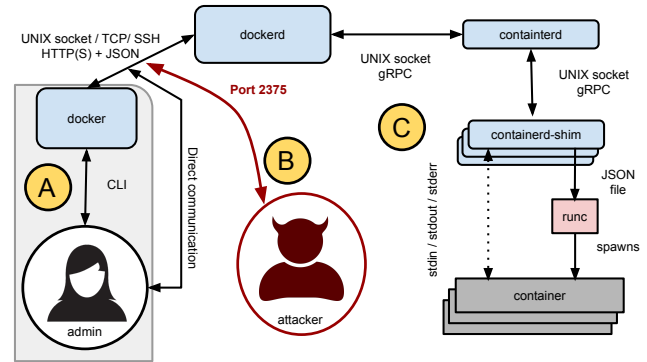 UNIX socket / TCP/ SSH
HTTP(S) + JSON
dockerd
containterd
UNIX socket
gRPC
UNIX socket
gRPC
Port 2375
docker
A
CLI
Direct communication
B
C
containerd-shim
stdin / stdout / stderr
JSON
file
runc
spawns
container
admin
attacker